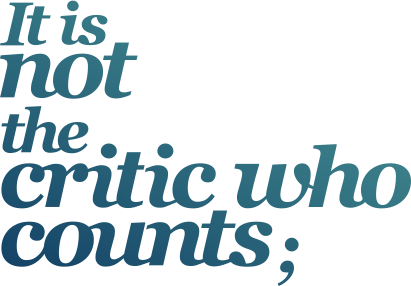 It is
not
the
critic who
counts;